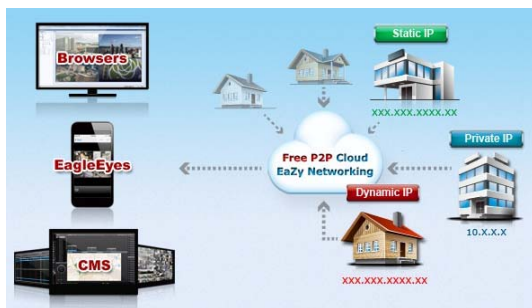 Browsers
Static IP
XXX.XXX.XXXX.XX
EagleEyes
Free P2P Cloud
EaZy Networking
Private IP
10.X.X.X
Dynamic IP
XXX.XXX.XXXX.XX
CMS